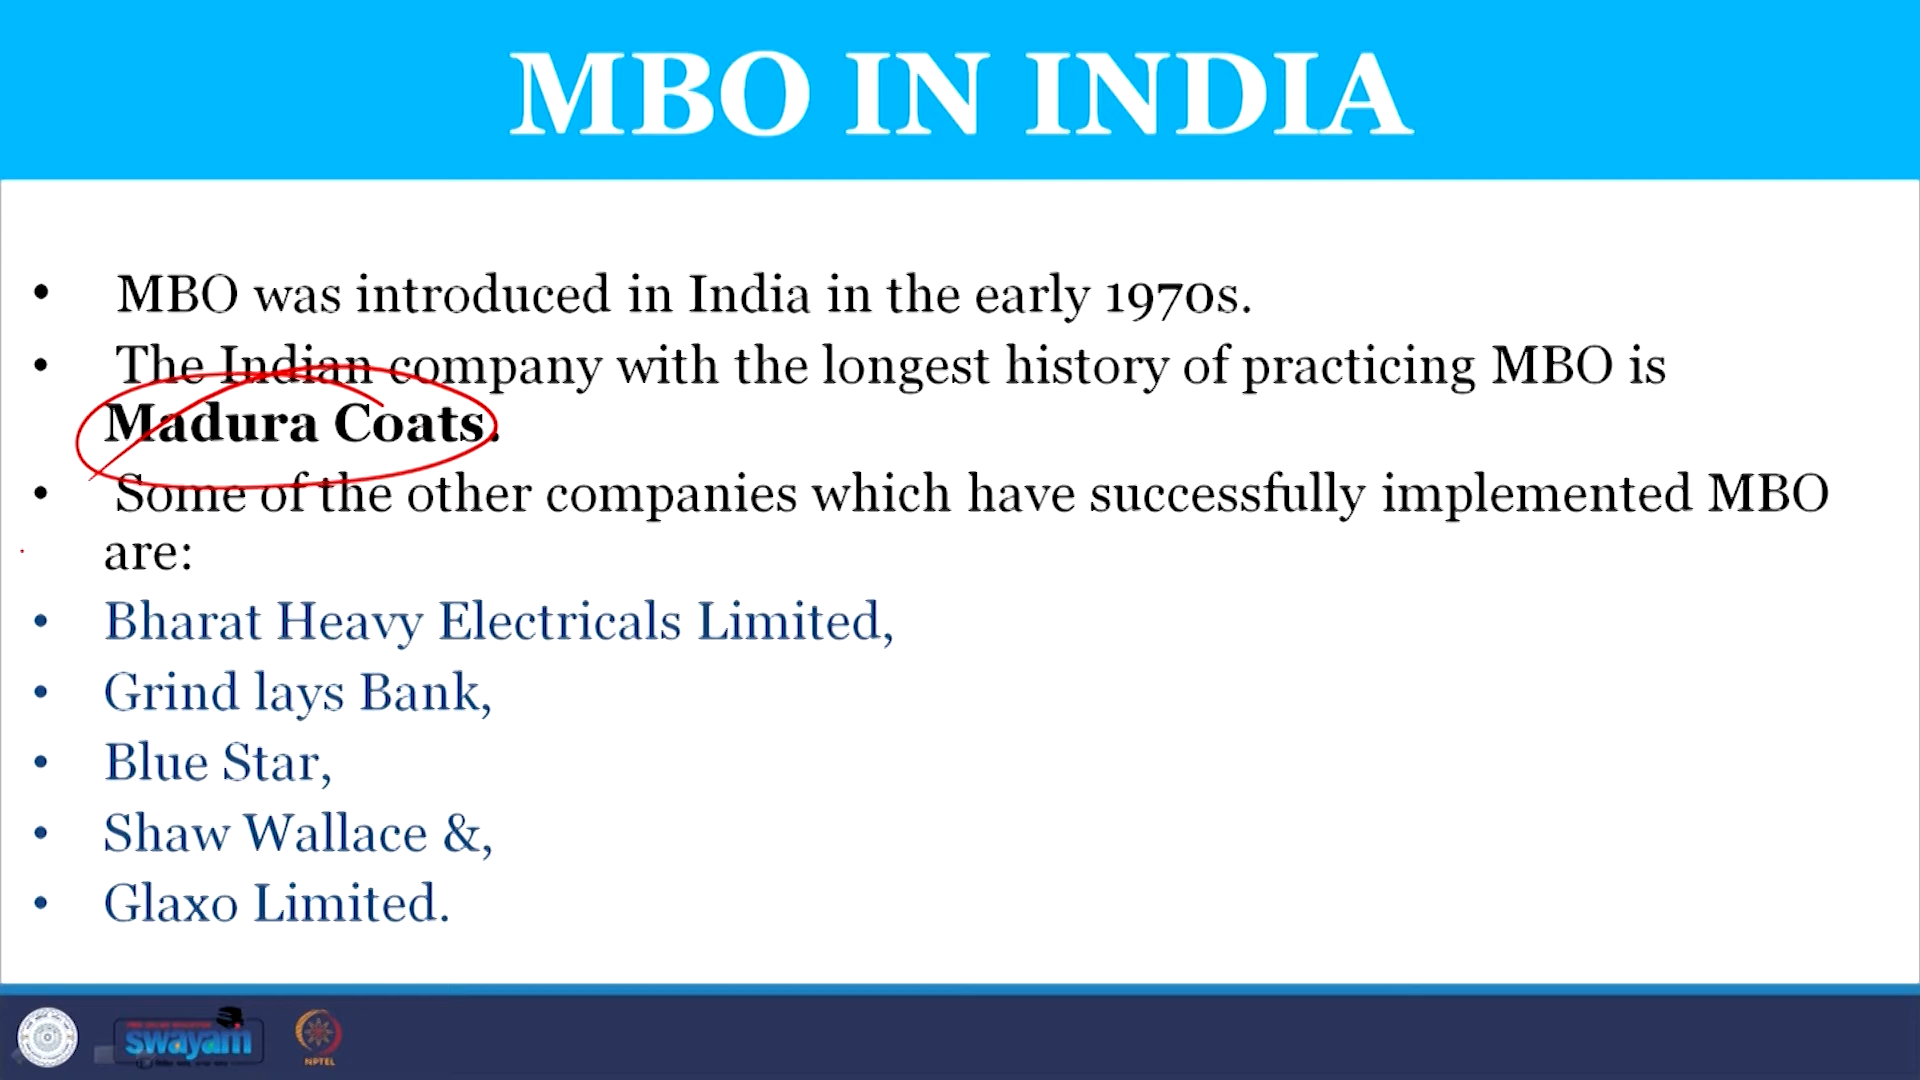 MBO IN INDIA
• MBO was introduced in India in the early 1970s.
• The Indian company with the longest history of practicing MBO is
Madura Coats.
• Some of the other companies which have successfully implemented MBO
are:
• Bharat Heavy Electricals Limited,
• Grind lays Bank,
• Blue Star,
• Shaw Wallace &,
• Glaxo Limited.
swayam
NPTEL